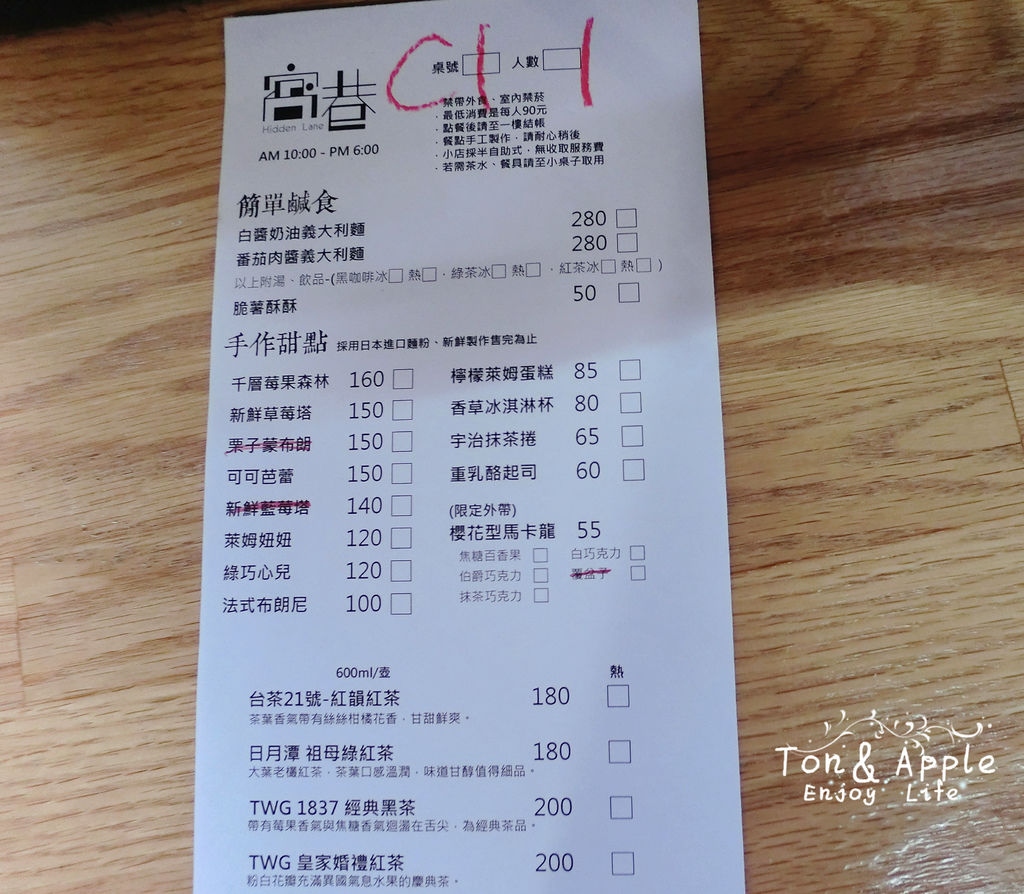 窩巷
Hidden Lane
AM 10:00 - PM 6:00
桌號 人數
C1 1
．禁帶外食、室內禁菸
．最低消費是每人90元
．點餐後請至一樓結帳
．餐點手工製作，請耐心稍後
．小店採半自助式，無收取服務費
．若需茶水、餐具請至小桌子取用
簡單鹹食
白醬奶油義大利麵 280
番茄肉醬義大利麵 280
以上附湯、飲品-(黑咖啡冰 熱 ．綠茶冰 熱 ．紅茶冰 熱 )
脆薯酥酥 50
手作甜點 採用日本進口麵粉、新鮮製作售完為止
千層莓果森林 160
新鮮草莓塔 150
栗子蒙布朗 150
可可芭蕾 150
新鮮藍莓塔 140
萊姆妞妞 120
綠巧心兒 120
法式布朗尼 100
檸檬萊姆蛋糕 85
香草冰淇淋杯 80
宇治抹茶捲 65
重乳酪起司 60
(限定外帶)
櫻花型馬卡龍 55
焦糖百香果 白巧克力
伯爵巧克力 覆盆子
抹茶巧克力
600ml/壺 熱
台茶21號-紅韻紅茶 180
茶葉香氣帶有絲絲柑橘花香，甘甜鮮爽。
日月潭 祖母綠紅茶 180
大葉老欉紅茶，茶葉口感溫潤，味道甘醇值得細品。
TWG 1837 經典黑茶 200
帶有莓果香氣與焦糖香氣迴盪在舌尖，為經典茶品。
TWG 皇家婚禮紅茶 200
粉白花瓣充滿異國氣息水果的慶典茶。
Ton & Apple
Enjoy Life